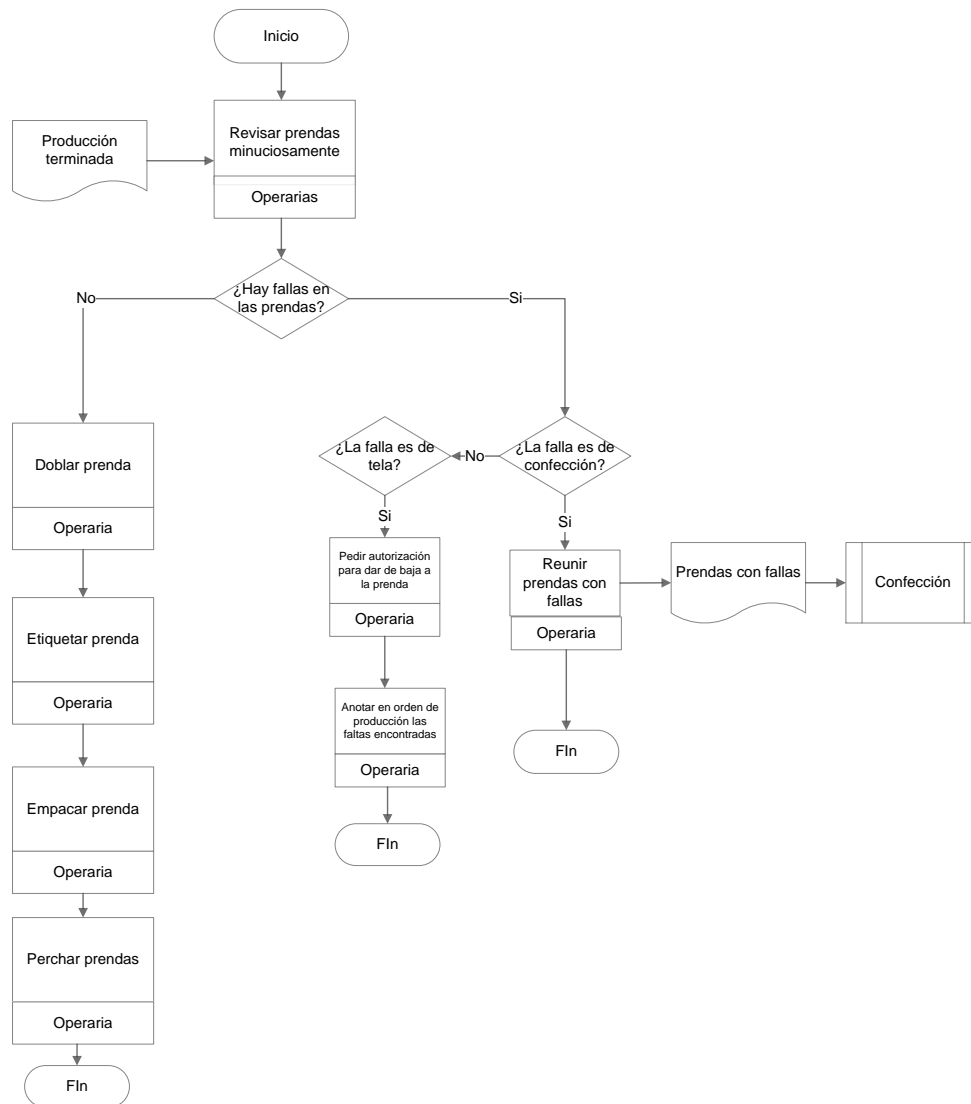 Inicio
Producción
terminada
Revisar prendas
minuciosamente
Operarias
¿Hay fallas en
las prendas?
No
Si
Doblar prenda
Operaria
Etiquetar prenda
Operaria
Empacar prenda
Operaria
Perchar prendas
Operaria
FIn
¿La falla es de
tela?
No
¿La falla es de
confección?
Si
Pedir autorización
para dar de baja a
la prenda
Operaria
Anotar en orden de
producción las
faltas encontradas
Operaria
FIn
Si
Reunir
prendas con
fallas
Operaria
FIn
Prendas con fallas
Confección